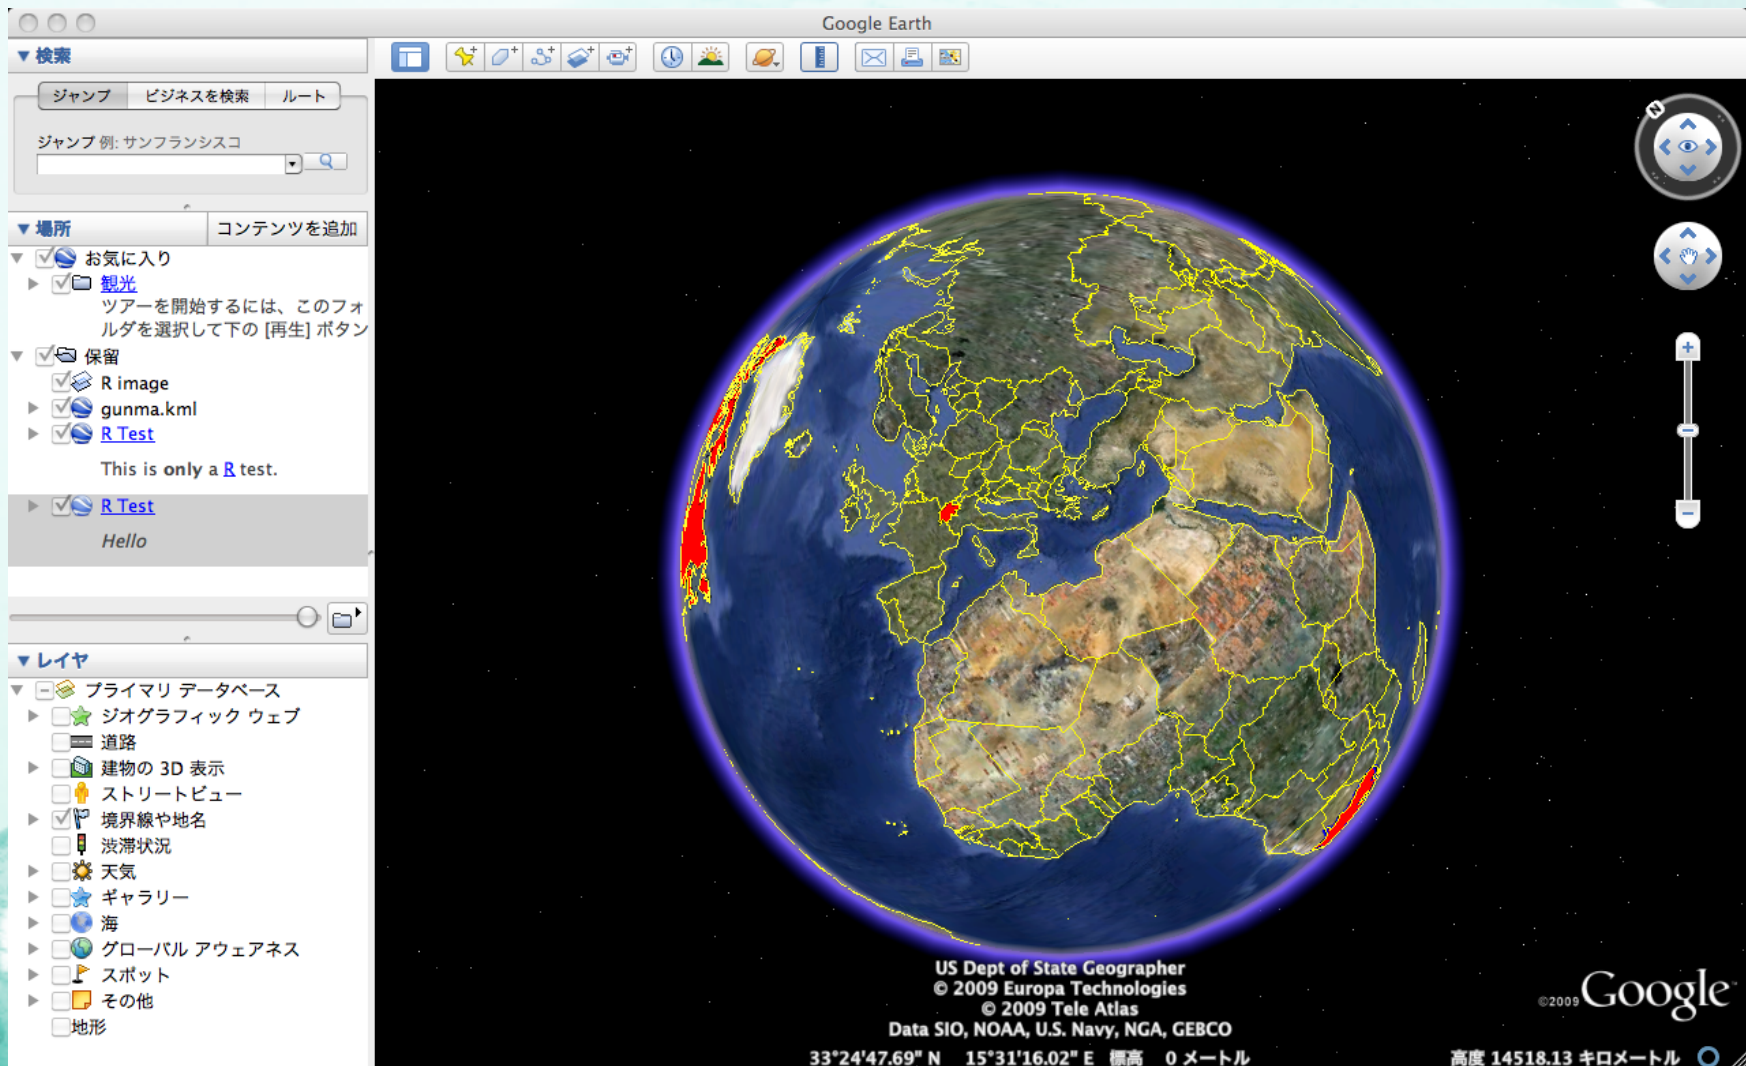 Google Earth
検索
ジャンプ ビジネスを検索 ルート
ジャンプ 例: サンフランシスコ
場所 コンテンツを追加
お気に入り
観光
ツアーを開始するには、このフォ
ルダを選択して下の [再生] ボタン
保留
R image
gunma.kml
R Test
This is only a R test.
R Test
Hello
レイヤ
プライマリ データベース
ジオグラフィック ウェブ
道路
建物の 3D 表示
ストリートビュー
境界線や地名
渋滞状況
天気
ギャラリー
海
グローバル アウェアネス
スポット
その他
地形
N
US Dept of State Geographer
© 2009 Europa Technologies
© 2009 Tele Atlas
Data SIO, NOAA, U.S. Navy, NGA, GEBCO
©2009 Google
33°24'47.69" N 15°31'16.02" E 標高 0 メートル
高度 14518.13 キロメートル